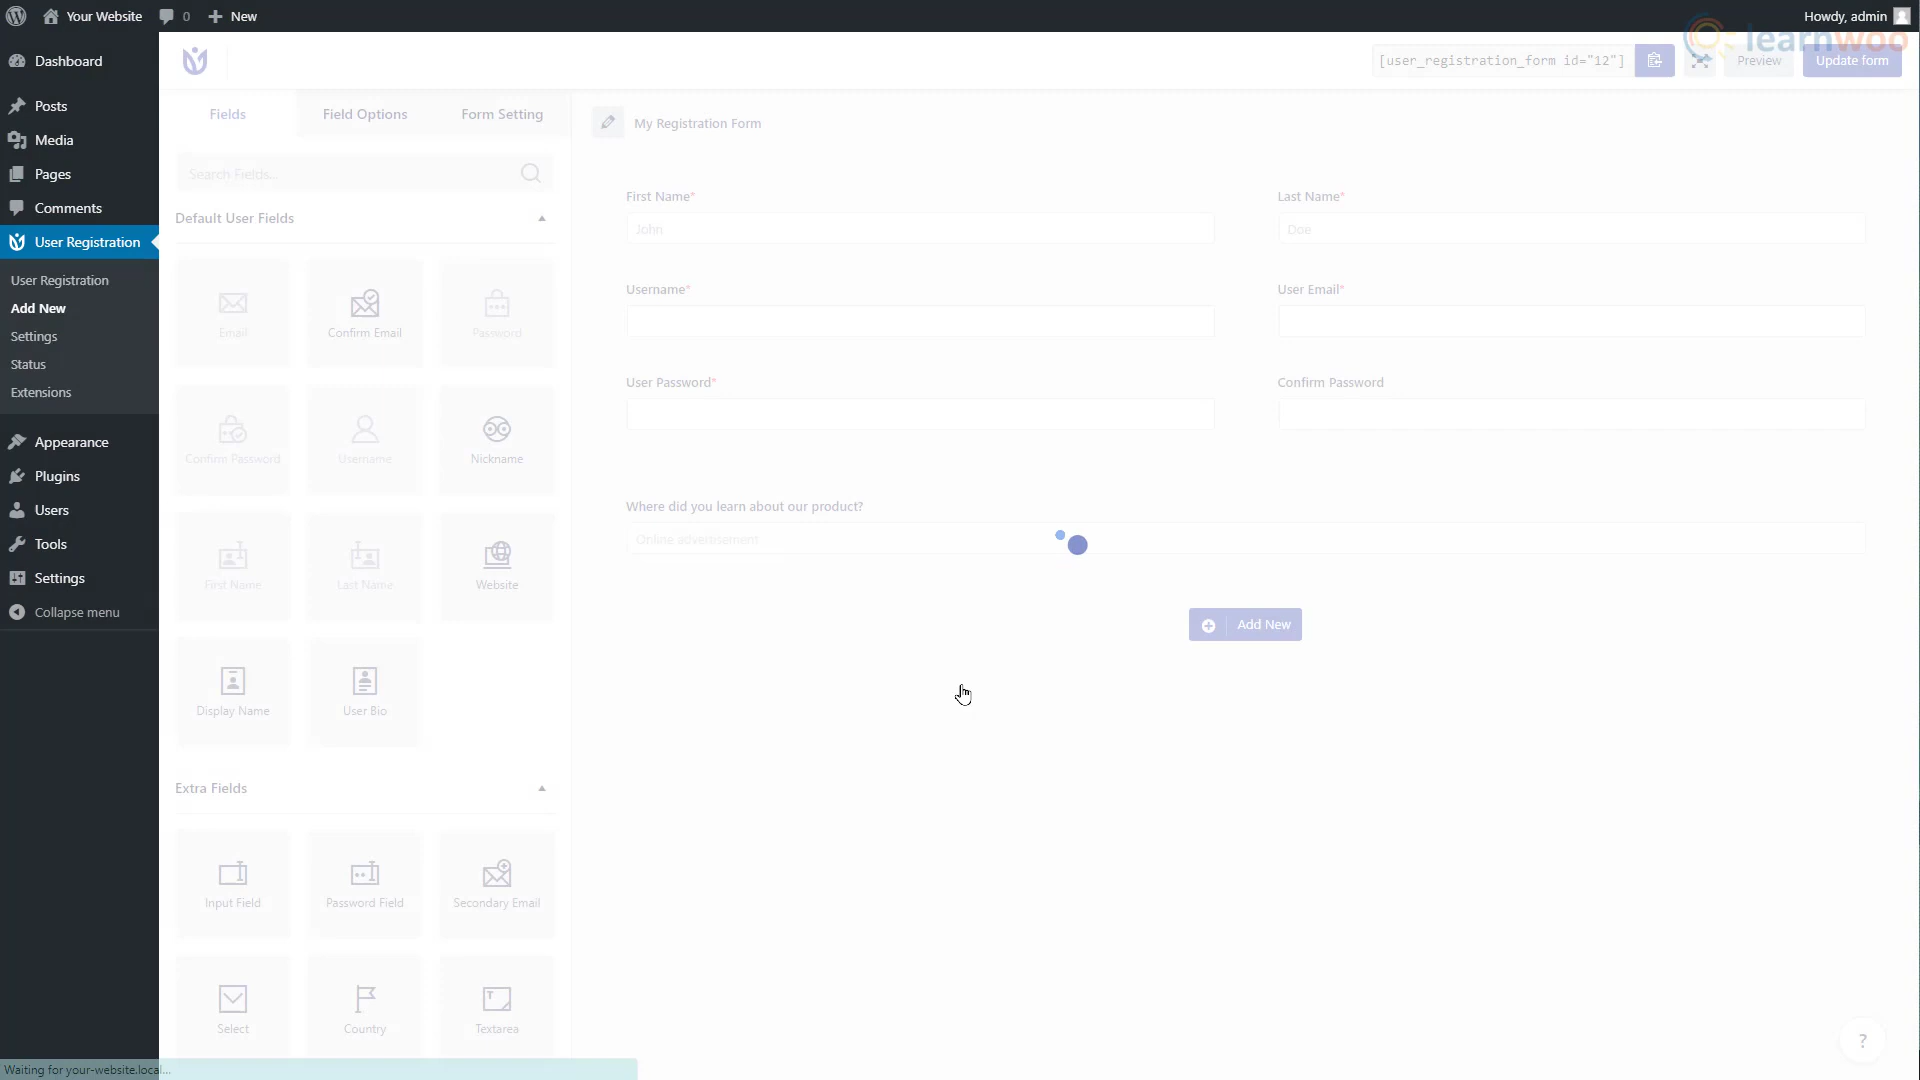 Your Website
0
New
Howdy, admin
learnwoo
Dashboard
Posts
Media
Pages
Comments
User Registration
User Registration
Add New
Settings
Status
Extensions
Appearance
Plugins
Users
Tools
Settings
Collapse menu
[user_registration_form id="12"]
Preview
Update form
Fields
Field Options
Form Setting
Search Fields...
Default User Fields
Email
Confirm Email
Password
Confirm Password
Username
Nickname
First Name
Last Name
Website
Display Name
User Bio
Extra Fields
Input Field
Password Field
Secondary Email
Select
Country
Textarea
My Registration Form
First Name*
Last Name*
John
Doe
Username*
User Email*
User Password*
Confirm Password
Where did you learn about our product?
Online advertisement
Add New
?
Waiting for your-website.local...